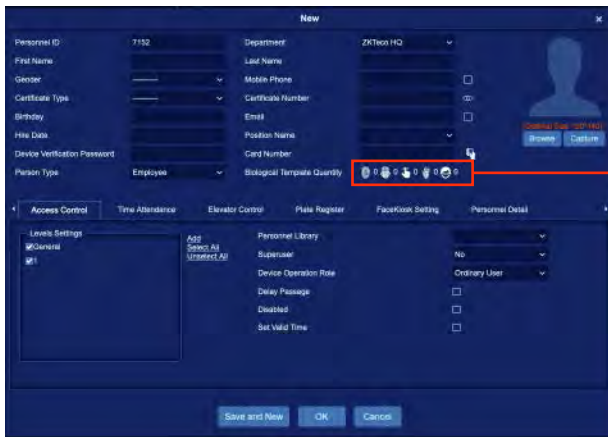 New
Personnel ID 7152 Department ZKTeco HQ
First Name Last Name
Gender -------- Mobile Phone
Certificate Type -------- Certificate Number
Birthday Email
Hire Date Position Name
Browse Capture
Device Verification Password Card Number
Person Type Employee Biological Template Quantity 0 0 0 0 0
Access Control Time Attendance Elevator Control Plate Register FaceKiosk Setting Personnel Detail
Levels Settings
General
1
Add
Select All
Unselect All
Personnel Library
Superuser No
Device Operation Role Ordinary User
Delay Passage
Disabled
Set Valid Time
Save and New OK Cancel